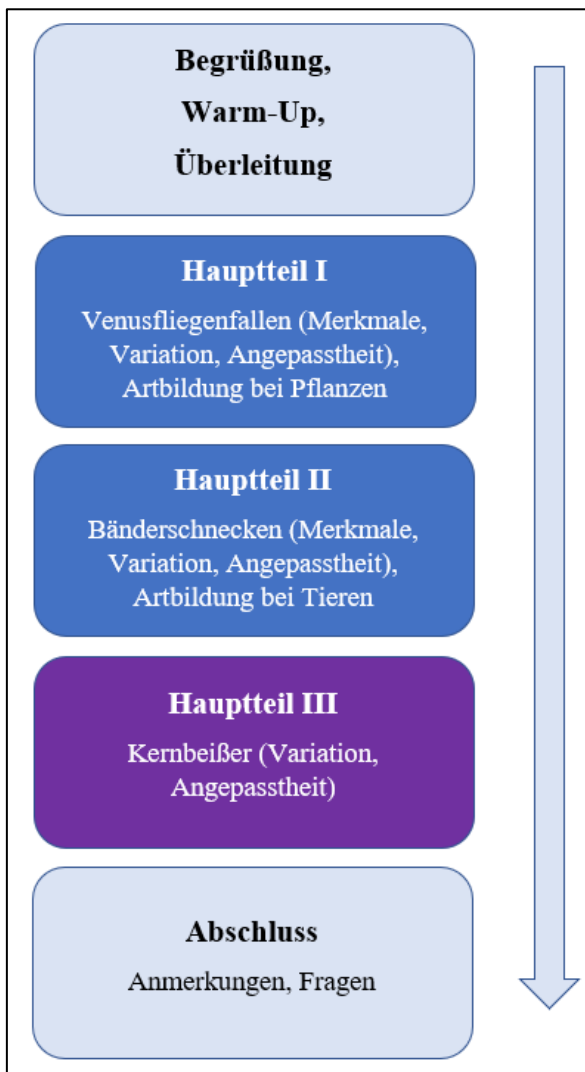 Begrüßung,
Warm-Up,
Überleitung
Hauptteil I
Venusfliegenfallen (Merkmale,
Variation, Angepasstheit),
Artbildung bei Pflanzen
Hauptteil II
Bänderschnecken (Merkmale,
Variation, Angepasstheit),
Artbildung bei Tieren
Hauptteil III
Kernbeißer (Variation,
Angepasstheit)
Abschluss
Anmerkungen, Fragen